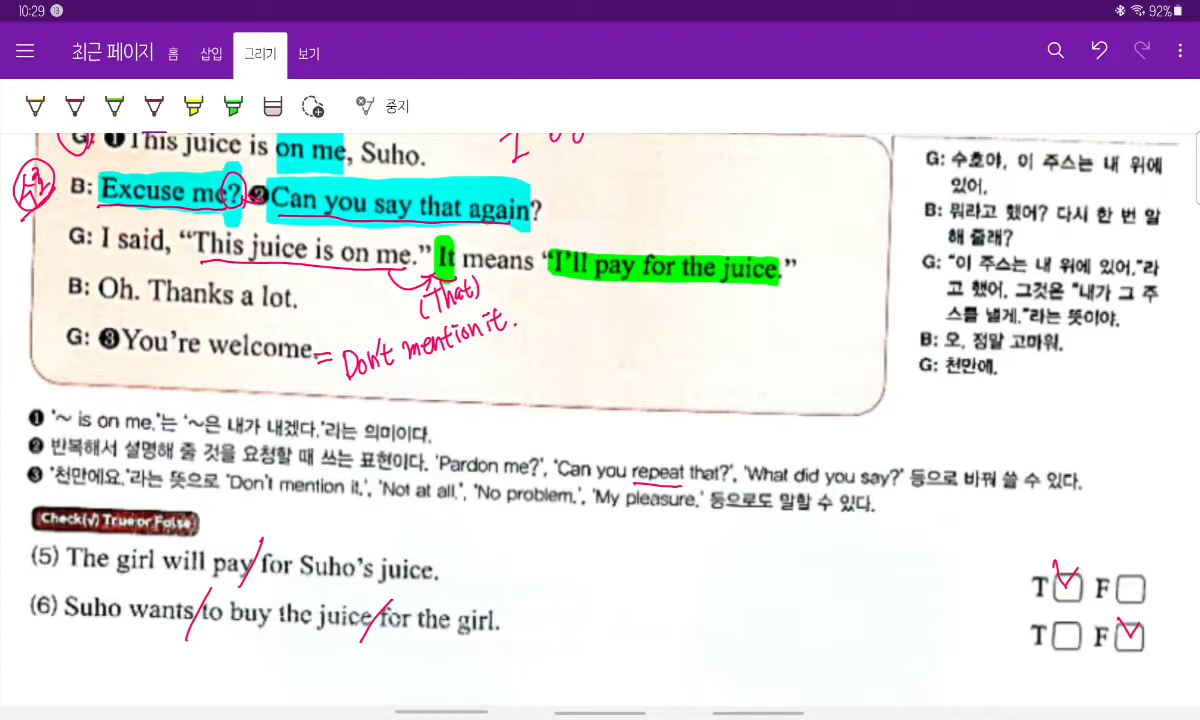 10:29
92%
최근 페이지 홈 삽입 그리기 보기
중지
G: ❶This juice is on me, Suho.
B: Excuse me? ❷Can you say that again?
G: I said, “This juice is on me.” It means “I’ll pay for the juice.”
(That)
B: Oh. Thanks a lot.
G: ❸You’re welcome. = Don't mention it.
G: 수호야, 이 주스는 내 위에
있어.
B: 뭐라고 했어? 다시 한 번 말
해 줄래?
G: “이 주스는 내 위에 있어.”라
고 했어. 그것은 “내가 그 주
스를 낼게.”라는 뜻이야.
B: 오, 정말 고마워.
G: 천만에.
❶ ‘~ is on me.’는 ‘~은 내가 내겠다.’라는 의미이다.
❷ 반복해서 설명해 줄 것을 요청할 때 쓰는 표현이다. ‘Pardon me?’, ‘Can you repeat that?’, ‘What did you say?’ 등으로 바꿔 쓸 수 있다.
❸ ‘천만에요.’라는 뜻으로 ‘Don’t mention it.’, ‘Not at all.’, ‘No problem.’, ‘My pleasure.’ 등으로도 말할 수 있다.
Check(√) True or False
(5) The girl will pay for Suho’s juice.
T F
(6) Suho wants to buy the juice for the girl.
T F